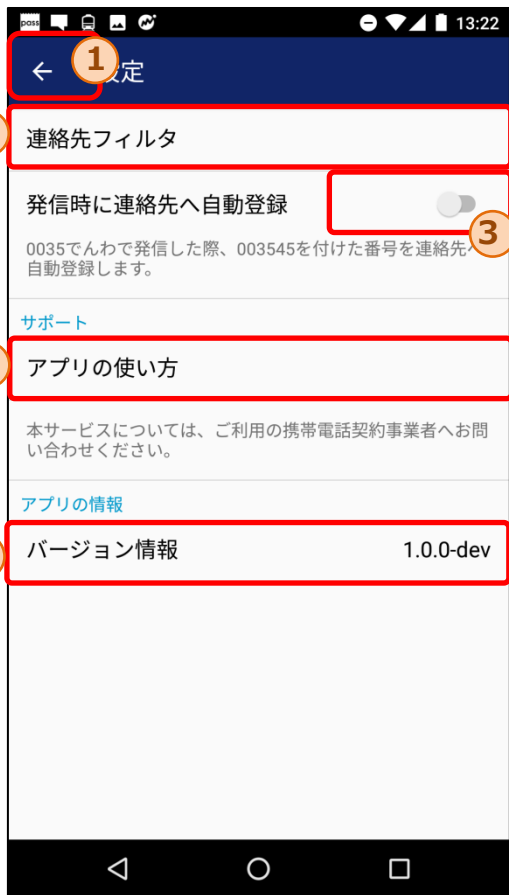 pass 13:22
1
定
連絡先フィルタ
発信時に連絡先へ自動登録
3
0035でんわで発信した際、003545を付けた番号を連絡先へ
自動登録します。
サポート
アプリの使い方
本サービスについては、ご利用の携帯電話契約事業者へお問
い合わせください。
アプリの情報
バージョン情報 1.0.0-dev